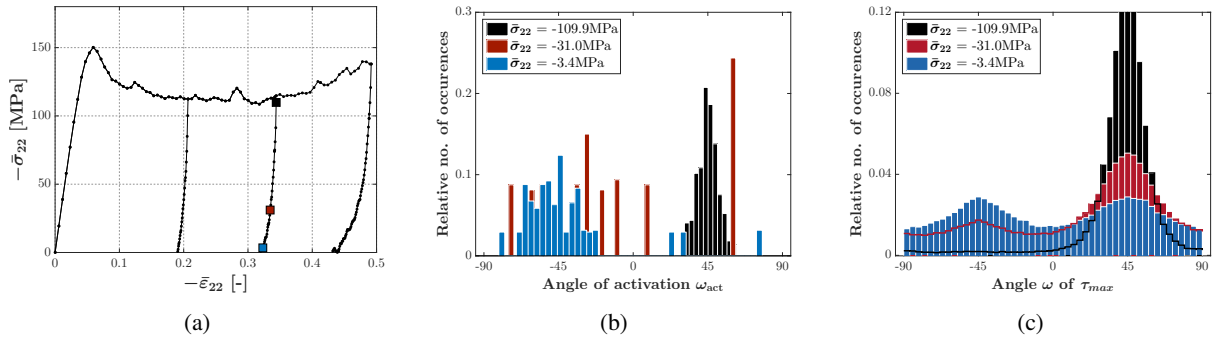 150
100
50
0
−σ̄₂₂ [MPa]
0 0.1 0.2 0.3 0.4 0.5
−ε̄₂₂ [-]
(a)
0.3
0.2
0.1
0
Relative no. of occurences
σ̄₂₂ = -109.9MPa
σ̄₂₂ = -31.0MPa
σ̄₂₂ = -3.4MPa
-90 -45 0 45 90
Angle of activation ω_act
(b)
0.12
0.08
0.04
0
Relative no. of occurences
σ̄₂₂ = -109.9MPa
σ̄₂₂ = -31.0MPa
σ̄₂₂ = -3.4MPa
-90 -45 0 45 90
Angle ω of τ_max
(c)